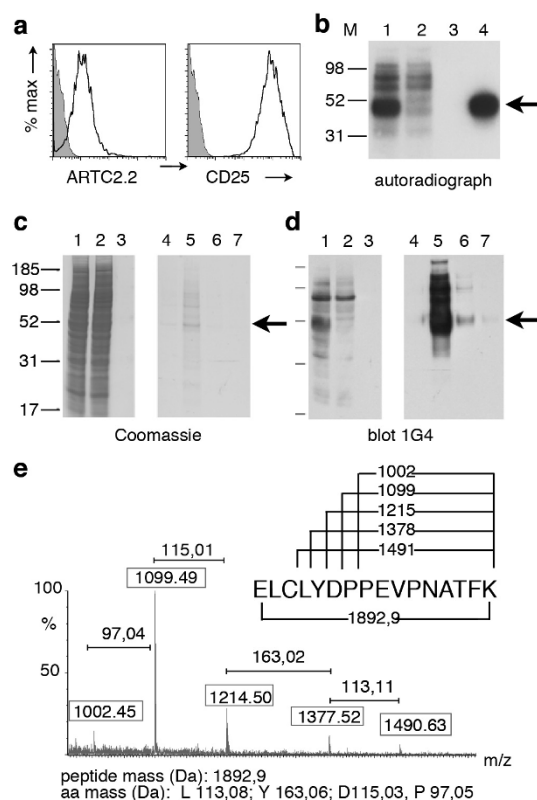 a
% max
ARTC2.2
CD25
b
M 1 2 3 4
98
52
31
autoradiograph
c
1 2 3 4 5 6 7
185
98
52
31
17
Coomassie
d
1 2 3 4 5 6 7
blot 1G4
e
1002
1099
1215
1378
1491
ELCLYDPPEVPNATFK
1892,9
115,01
1099.49
100
%
97,04
50
1002.45
163,02
1214.50
113,11
1377.52
1490.63
m/z
peptide mass (Da): 1892,9
aa mass (Da): L 113,08; Y 163,06; D115,03, P 97,05